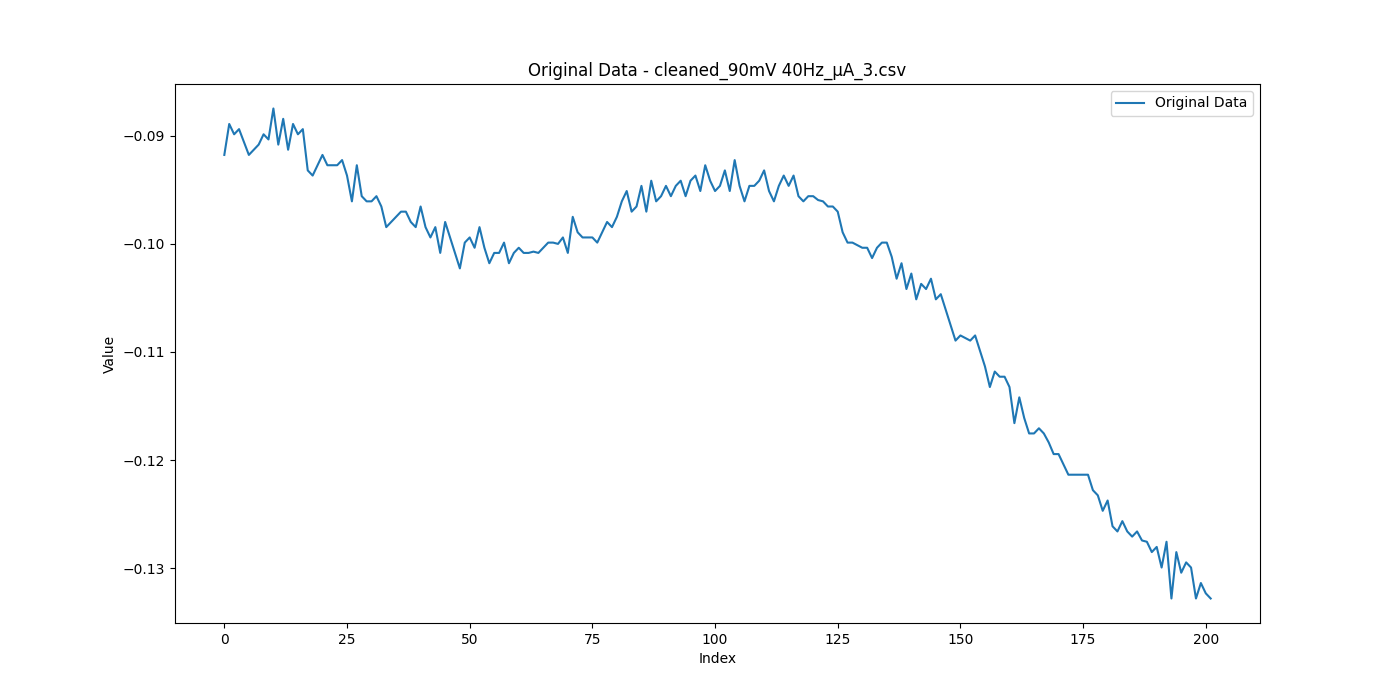 Original Data - cleaned_90mV 40Hz_µA_3.csv
Original Data
−0.09
−0.10
−0.11
−0.12
−0.13
Value
0 25 50 75 100 125 150 175 200
Index